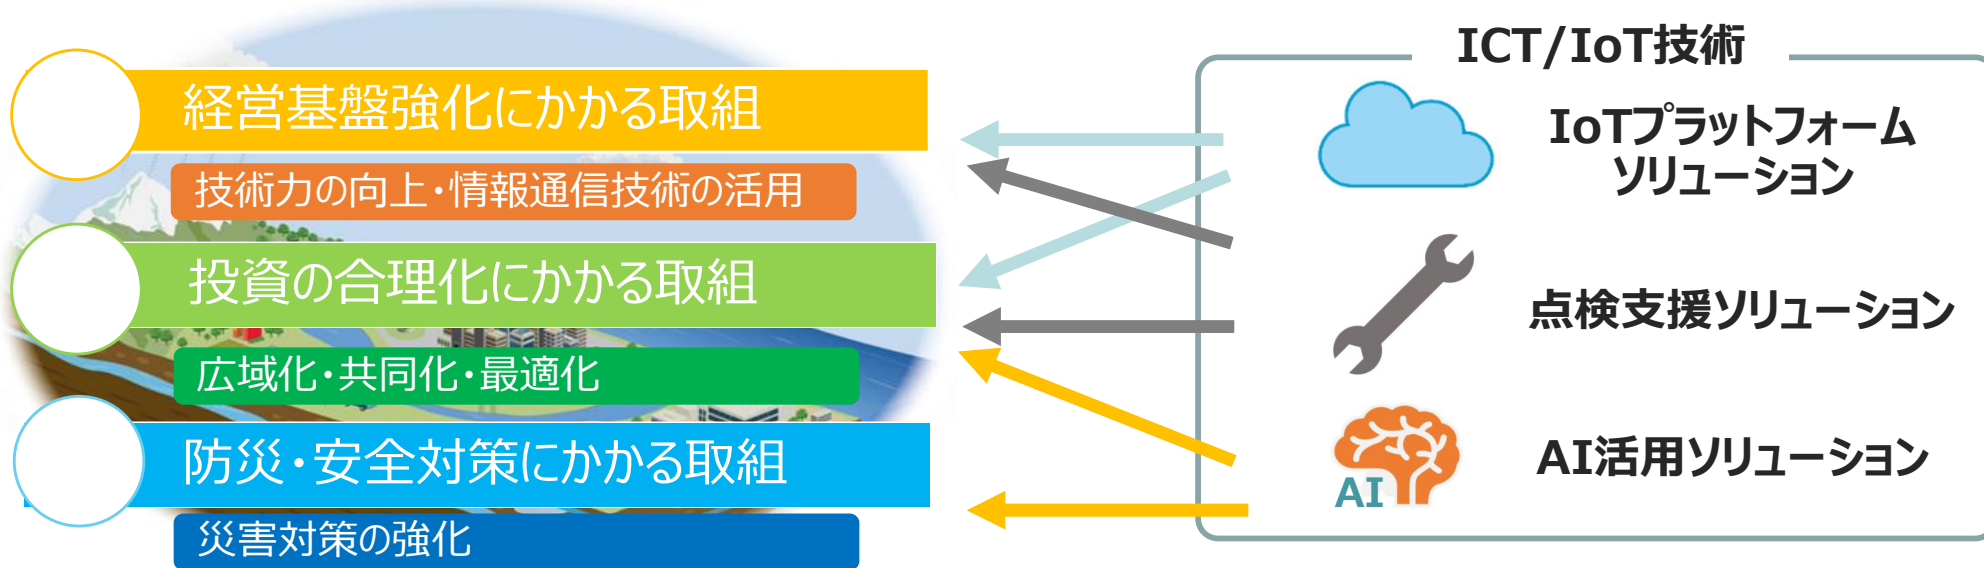 経営基盤強化にかかる取組
技術力の向上・情報通信技術の活用
投資の合理化にかかる取組
広域化・共同化・最適化
防災・安全対策にかかる取組
災害対策の強化
ICT/IoT技術
IoTプラットフォーム
ソリューション
点検支援ソリューション
AI
AI活用ソリューション